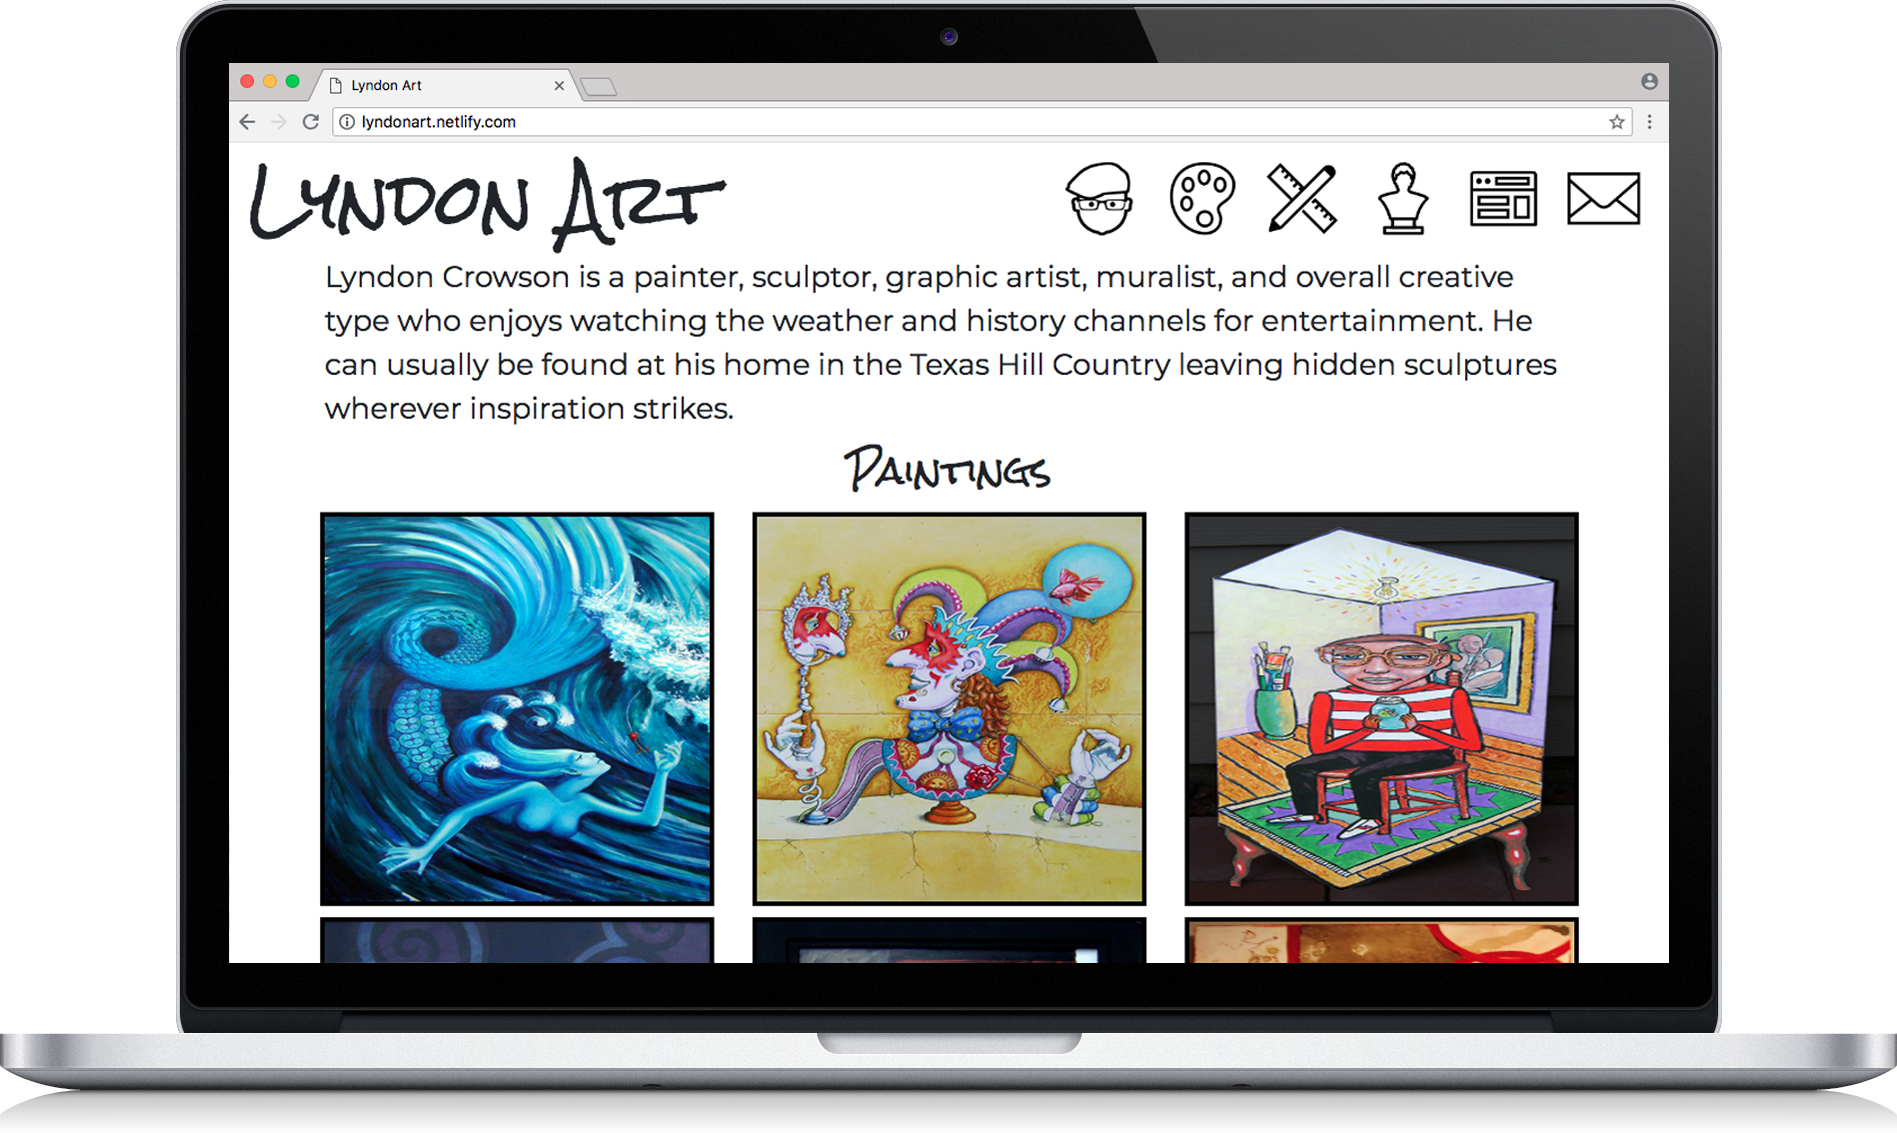 Lyndon Art
lyndonart.netlify.com
Lyndon Art
Lyndon Crowson is a painter, sculptor, graphic artist, muralist, and overall creative
type who enjoys watching the weather and history channels for entertainment. He
can usually be found at his home in the Texas Hill Country leaving hidden sculptures
wherever inspiration strikes.
Paintings